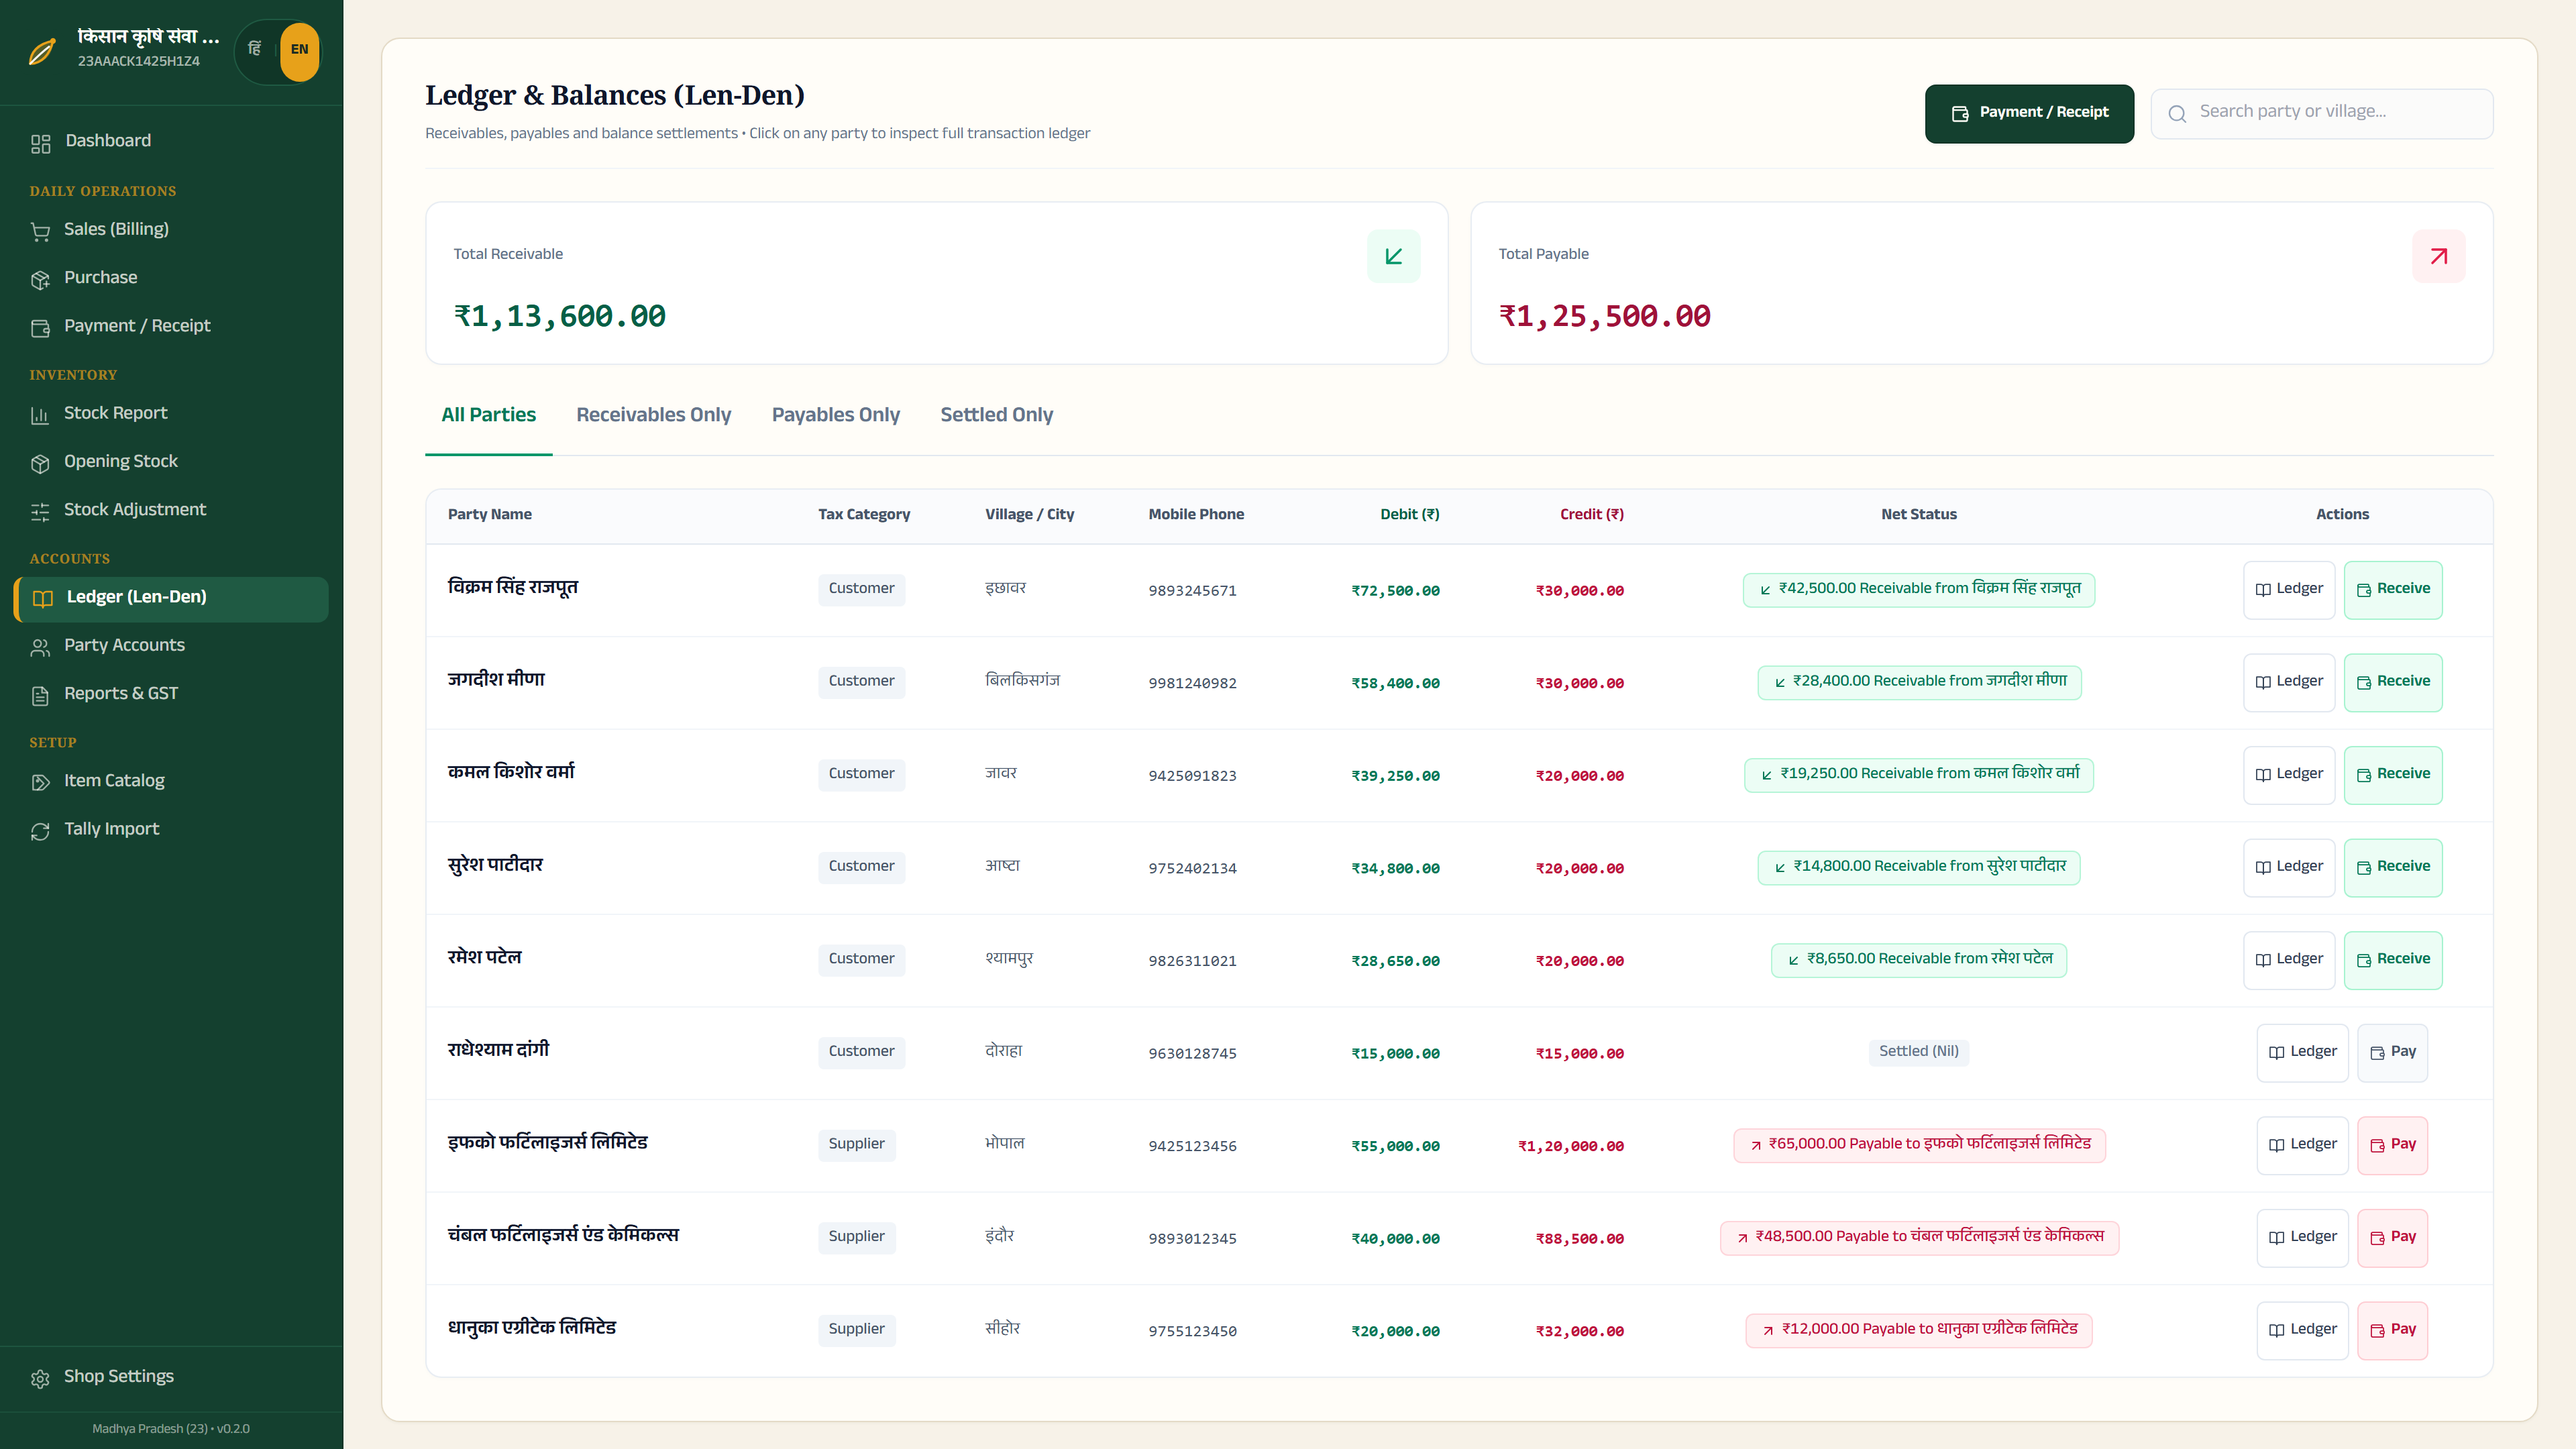 किसान कृषि सेवा ...
23AAACK1425H1Z4
हिं
EN
Dashboard
DAILY OPERATIONS
Sales (Billing)
Purchase
Payment / Receipt
INVENTORY
Stock Report
Opening Stock
Stock Adjustment
ACCOUNTS
Ledger (Len-Den)
Party Accounts
Reports & GST
SETUP
Item Catalog
Tally Import
Shop Settings
Madhya Pradesh (23) • v0.2.0
Ledger & Balances (Len-Den)
Receivables, payables and balance settlements • Click on any party to inspect full transaction ledger
Payment / Receipt
Search party or village...
Total Receivable
₹1,13,600.00
Total Payable
₹1,25,500.00
All Parties Receivables Only Payables Only Settled Only
Party Name Tax Category Village / City Mobile Phone Debit (₹) Credit (₹) Net Status Actions
विक्रम सिंह राजपूत Customer इछावर 9893245671 ₹72,500.00 ₹30,000.00 ₹42,500.00 Receivable from विक्रम सिंह राजपूत Ledger Receive
जगदीश मीणा Customer बिलकिसगंज 9981240982 ₹58,400.00 ₹30,000.00 ₹28,400.00 Receivable from जगदीश मीणा Ledger Receive
कमल किशोर वर्मा Customer जावर 9425091823 ₹39,250.00 ₹20,000.00 ₹19,250.00 Receivable from कमल किशोर वर्मा Ledger Receive
सुरेश पाटीदार Customer आष्टा 9752402134 ₹34,800.00 ₹20,000.00 ₹14,800.00 Receivable from सुरेश पाटीदार Ledger Receive
रमेश पटेल Customer श्यामपुर 9826311021 ₹28,650.00 ₹20,000.00 ₹8,650.00 Receivable from रमेश पटेल Ledger Receive
राधेश्याम दांगी Customer दोराहा 9630128745 ₹15,000.00 ₹15,000.00 Settled (Nil) Ledger Pay
इफको फर्टिलाइजर्स लिमिटेड Supplier भोपाल 9425123456 ₹55,000.00 ₹1,20,000.00 ₹65,000.00 Payable to इफको फर्टिलाइजर्स लिमिटेड Ledger Pay
चंबल फर्टिलाइजर्स एंड केमिकल्स Supplier इंदौर 9893012345 ₹40,000.00 ₹88,500.00 ₹48,500.00 Payable to चंबल फर्टिलाइजर्स एंड केमिकल्स Ledger Pay
धानुका एग्रीटेक लिमिटेड Supplier सीहोर 9755123450 ₹20,000.00 ₹32,000.00 ₹12,000.00 Payable to धानुका एग्रीटेक लिमिटेड Ledger Pay